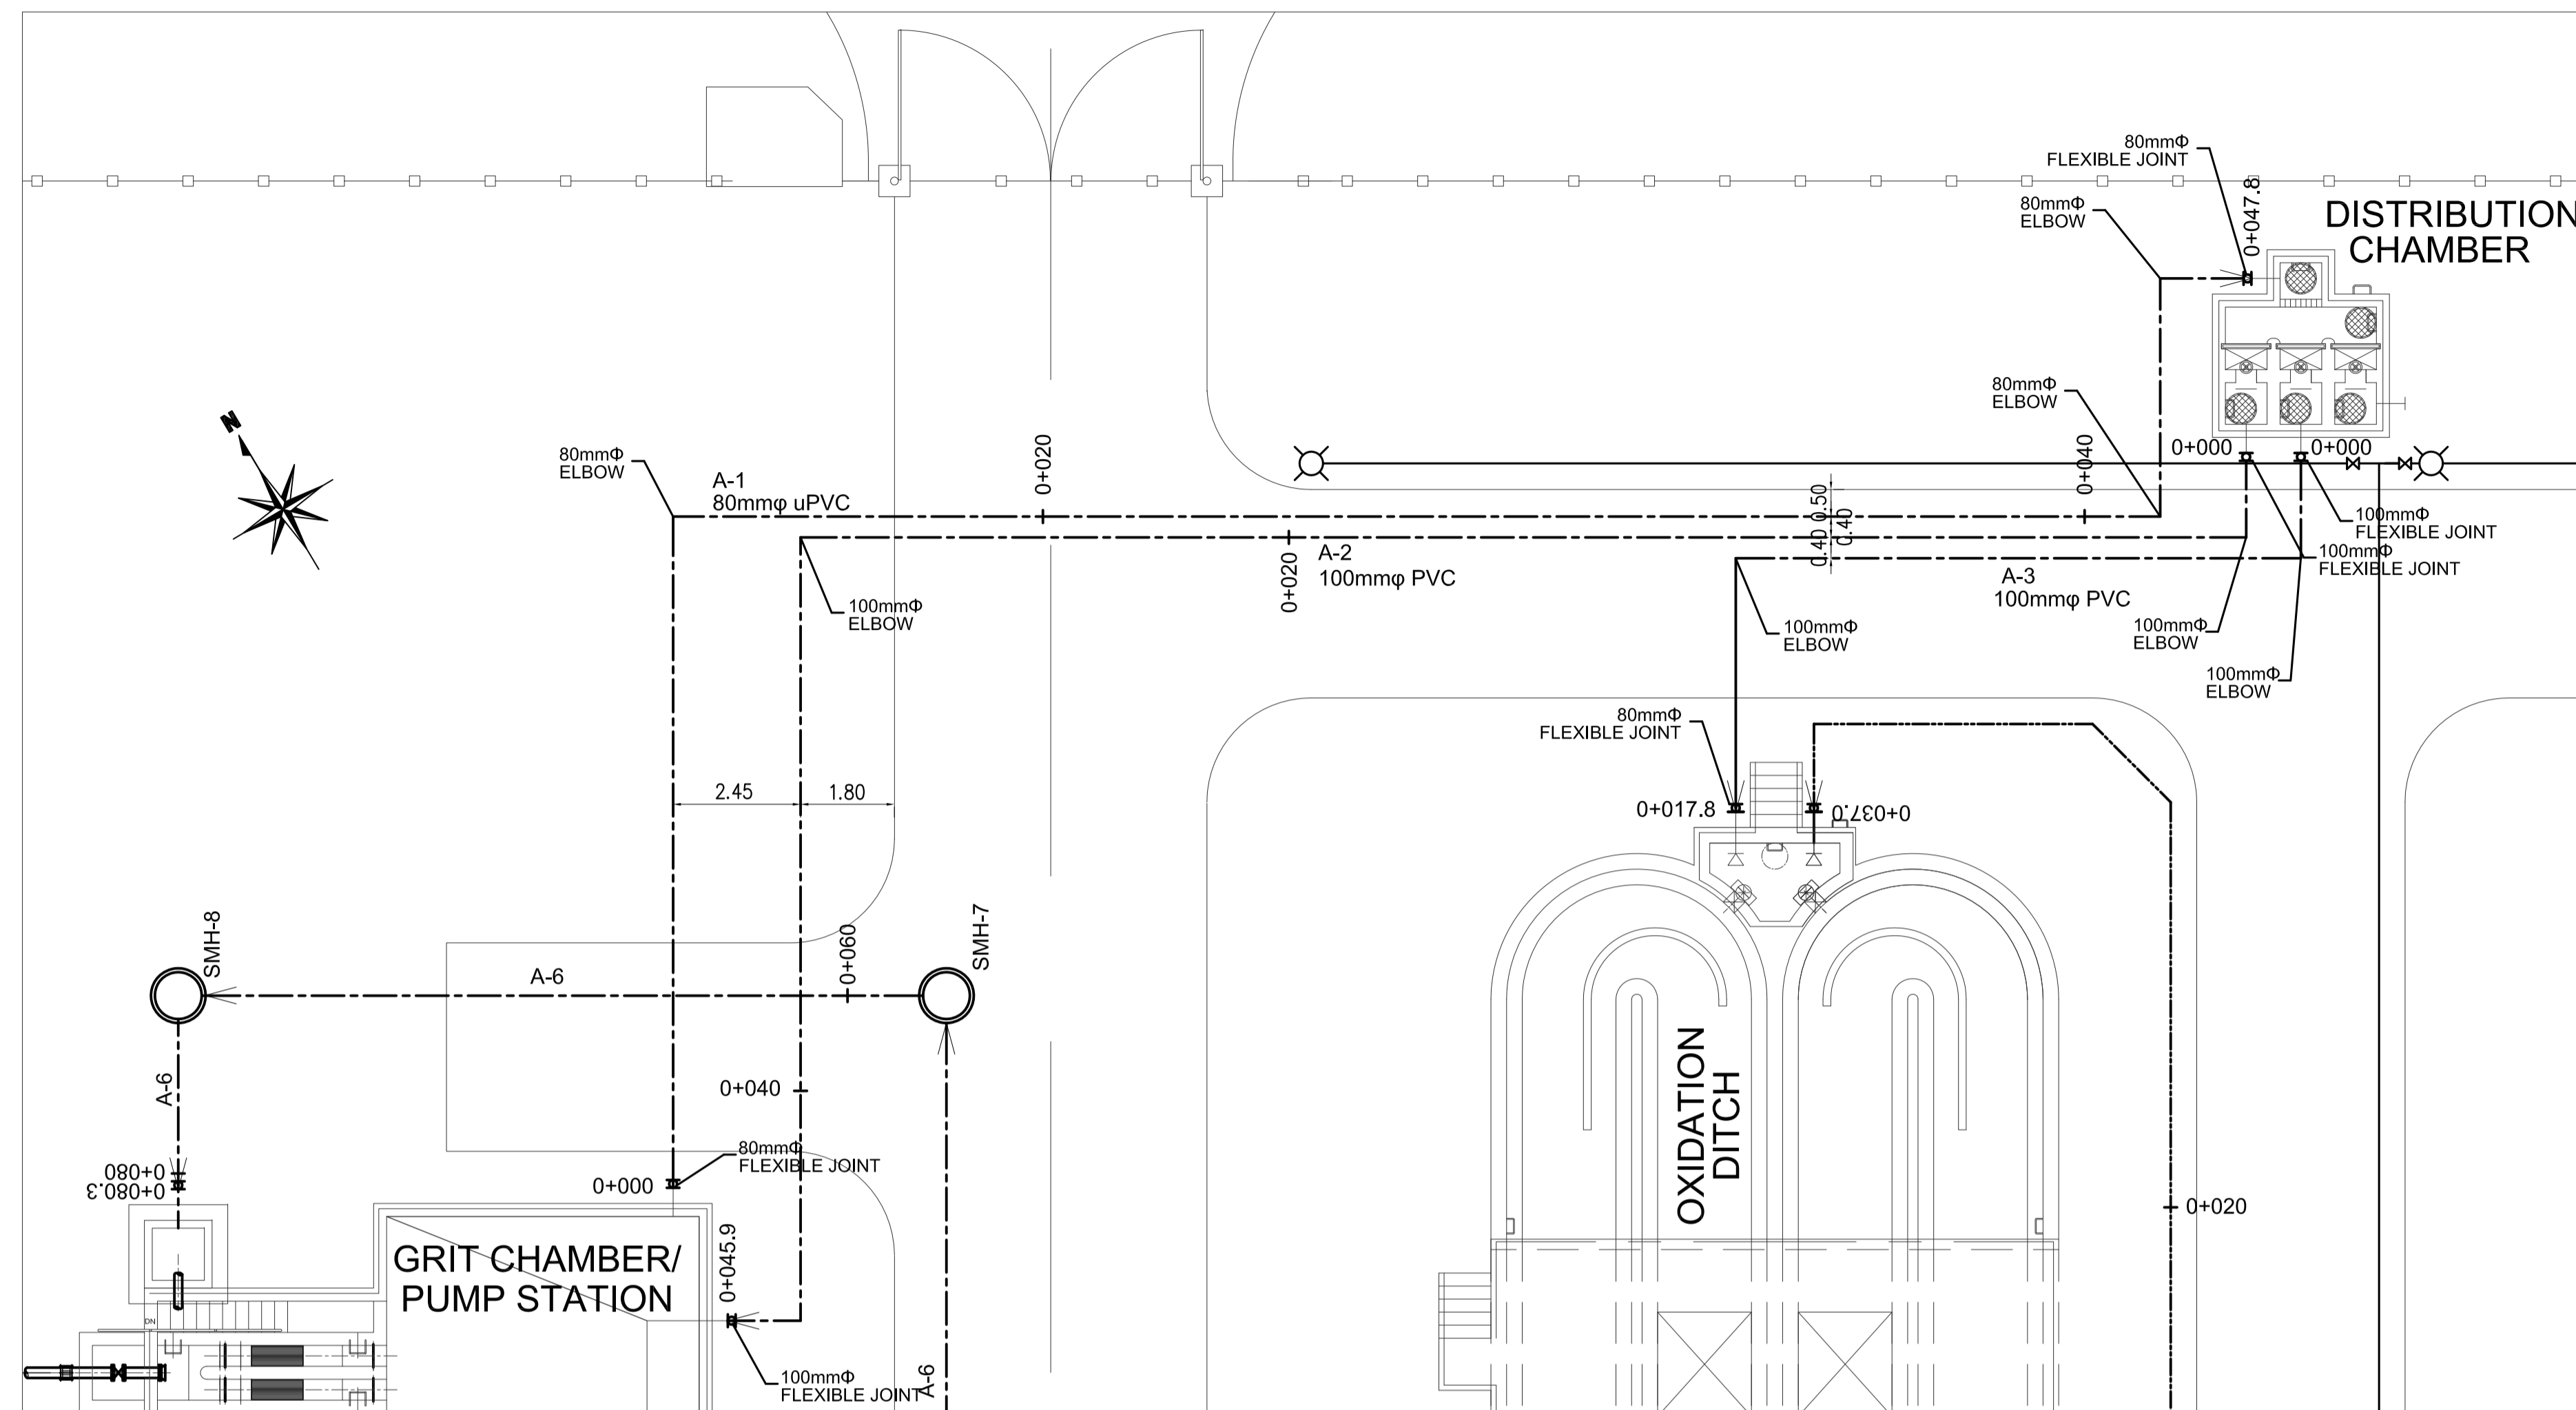 80mmΦ
FLEXIBLE JOINT
0+047.8
80mmΦ
ELBOW
DISTRIBUTION
CHAMBER
N
80mmΦ
ELBOW
80mmΦ
ELBOW
0+020
0+040
0+000
0+000
A-1
80mmφ uPVC
0.50
0.40
0.40
100mmΦ
FLEXIBLE JOINT
100mmΦ
FLEXIBLE JOINT
0+020
A-2
100mmφ PVC
A-3
100mmφ PVC
100mmΦ
ELBOW
100mmΦ
ELBOW
100mmΦ
ELBOW
100mmΦ
ELBOW
80mmΦ
FLEXIBLE JOINT
2.45
1.80
0+017.8
0+037.0
SMH-8
A-6
0+060
SMH-7
A-6
0+040
OXIDATION
DITCH
80mmΦ
FLEXIBLE JOINT
0+080
0+080.3
0+000
0+020
GRIT CHAMBER/
PUMP STATION
0+045.9
DN
100mmΦ
FLEXIBLE JOINT
A-6